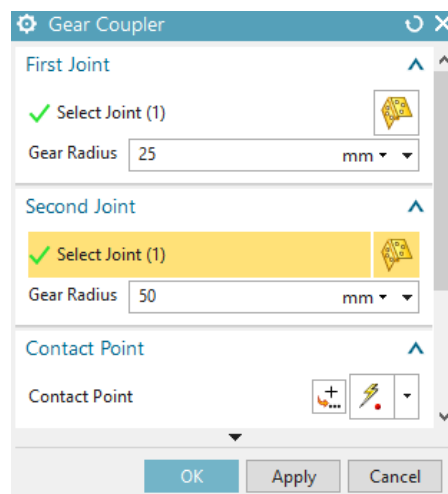 Gear Coupler
First Joint
Select Joint (1)
Gear Radius 25 mm
Second Joint
Select Joint (1)
Gear Radius 50 mm
Contact Point
Contact Point
OK Apply Cancel